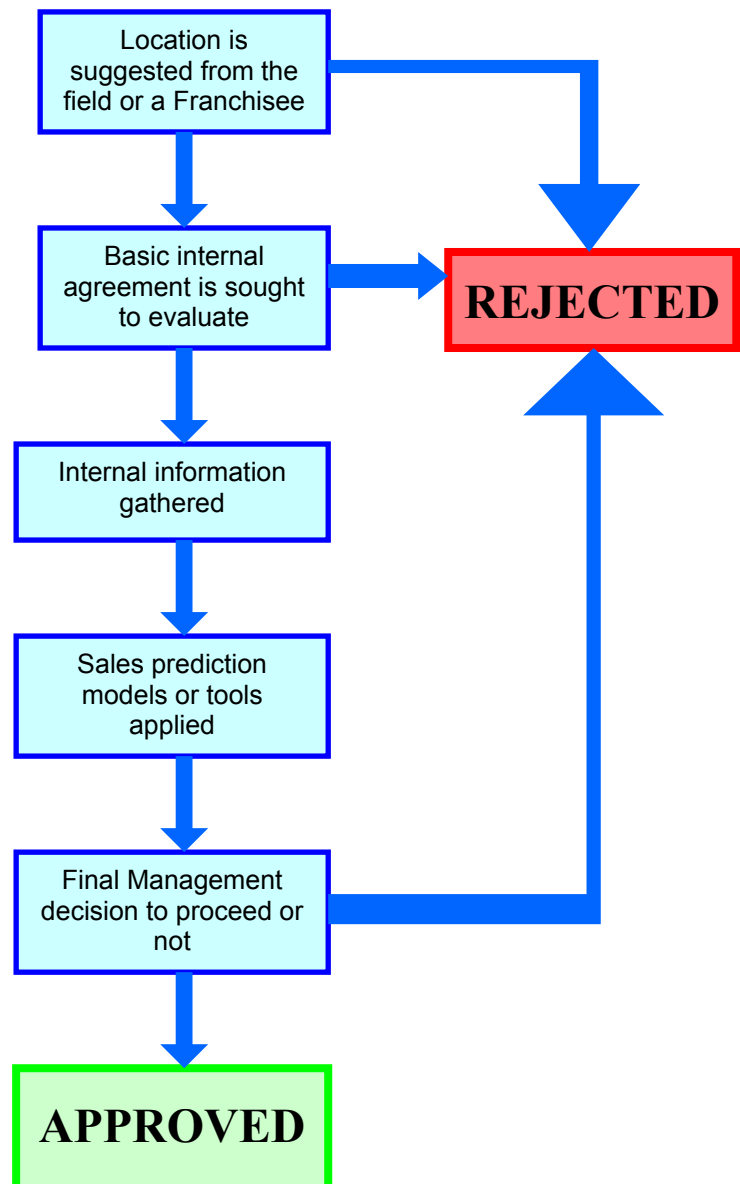 Location is
suggested from the
field or a Franchisee
Basic internal
agreement is sought
to evaluate
REJECTED
Internal information
gathered
Sales prediction
models or tools
applied
Final Management
decision to proceed or
not
APPROVED